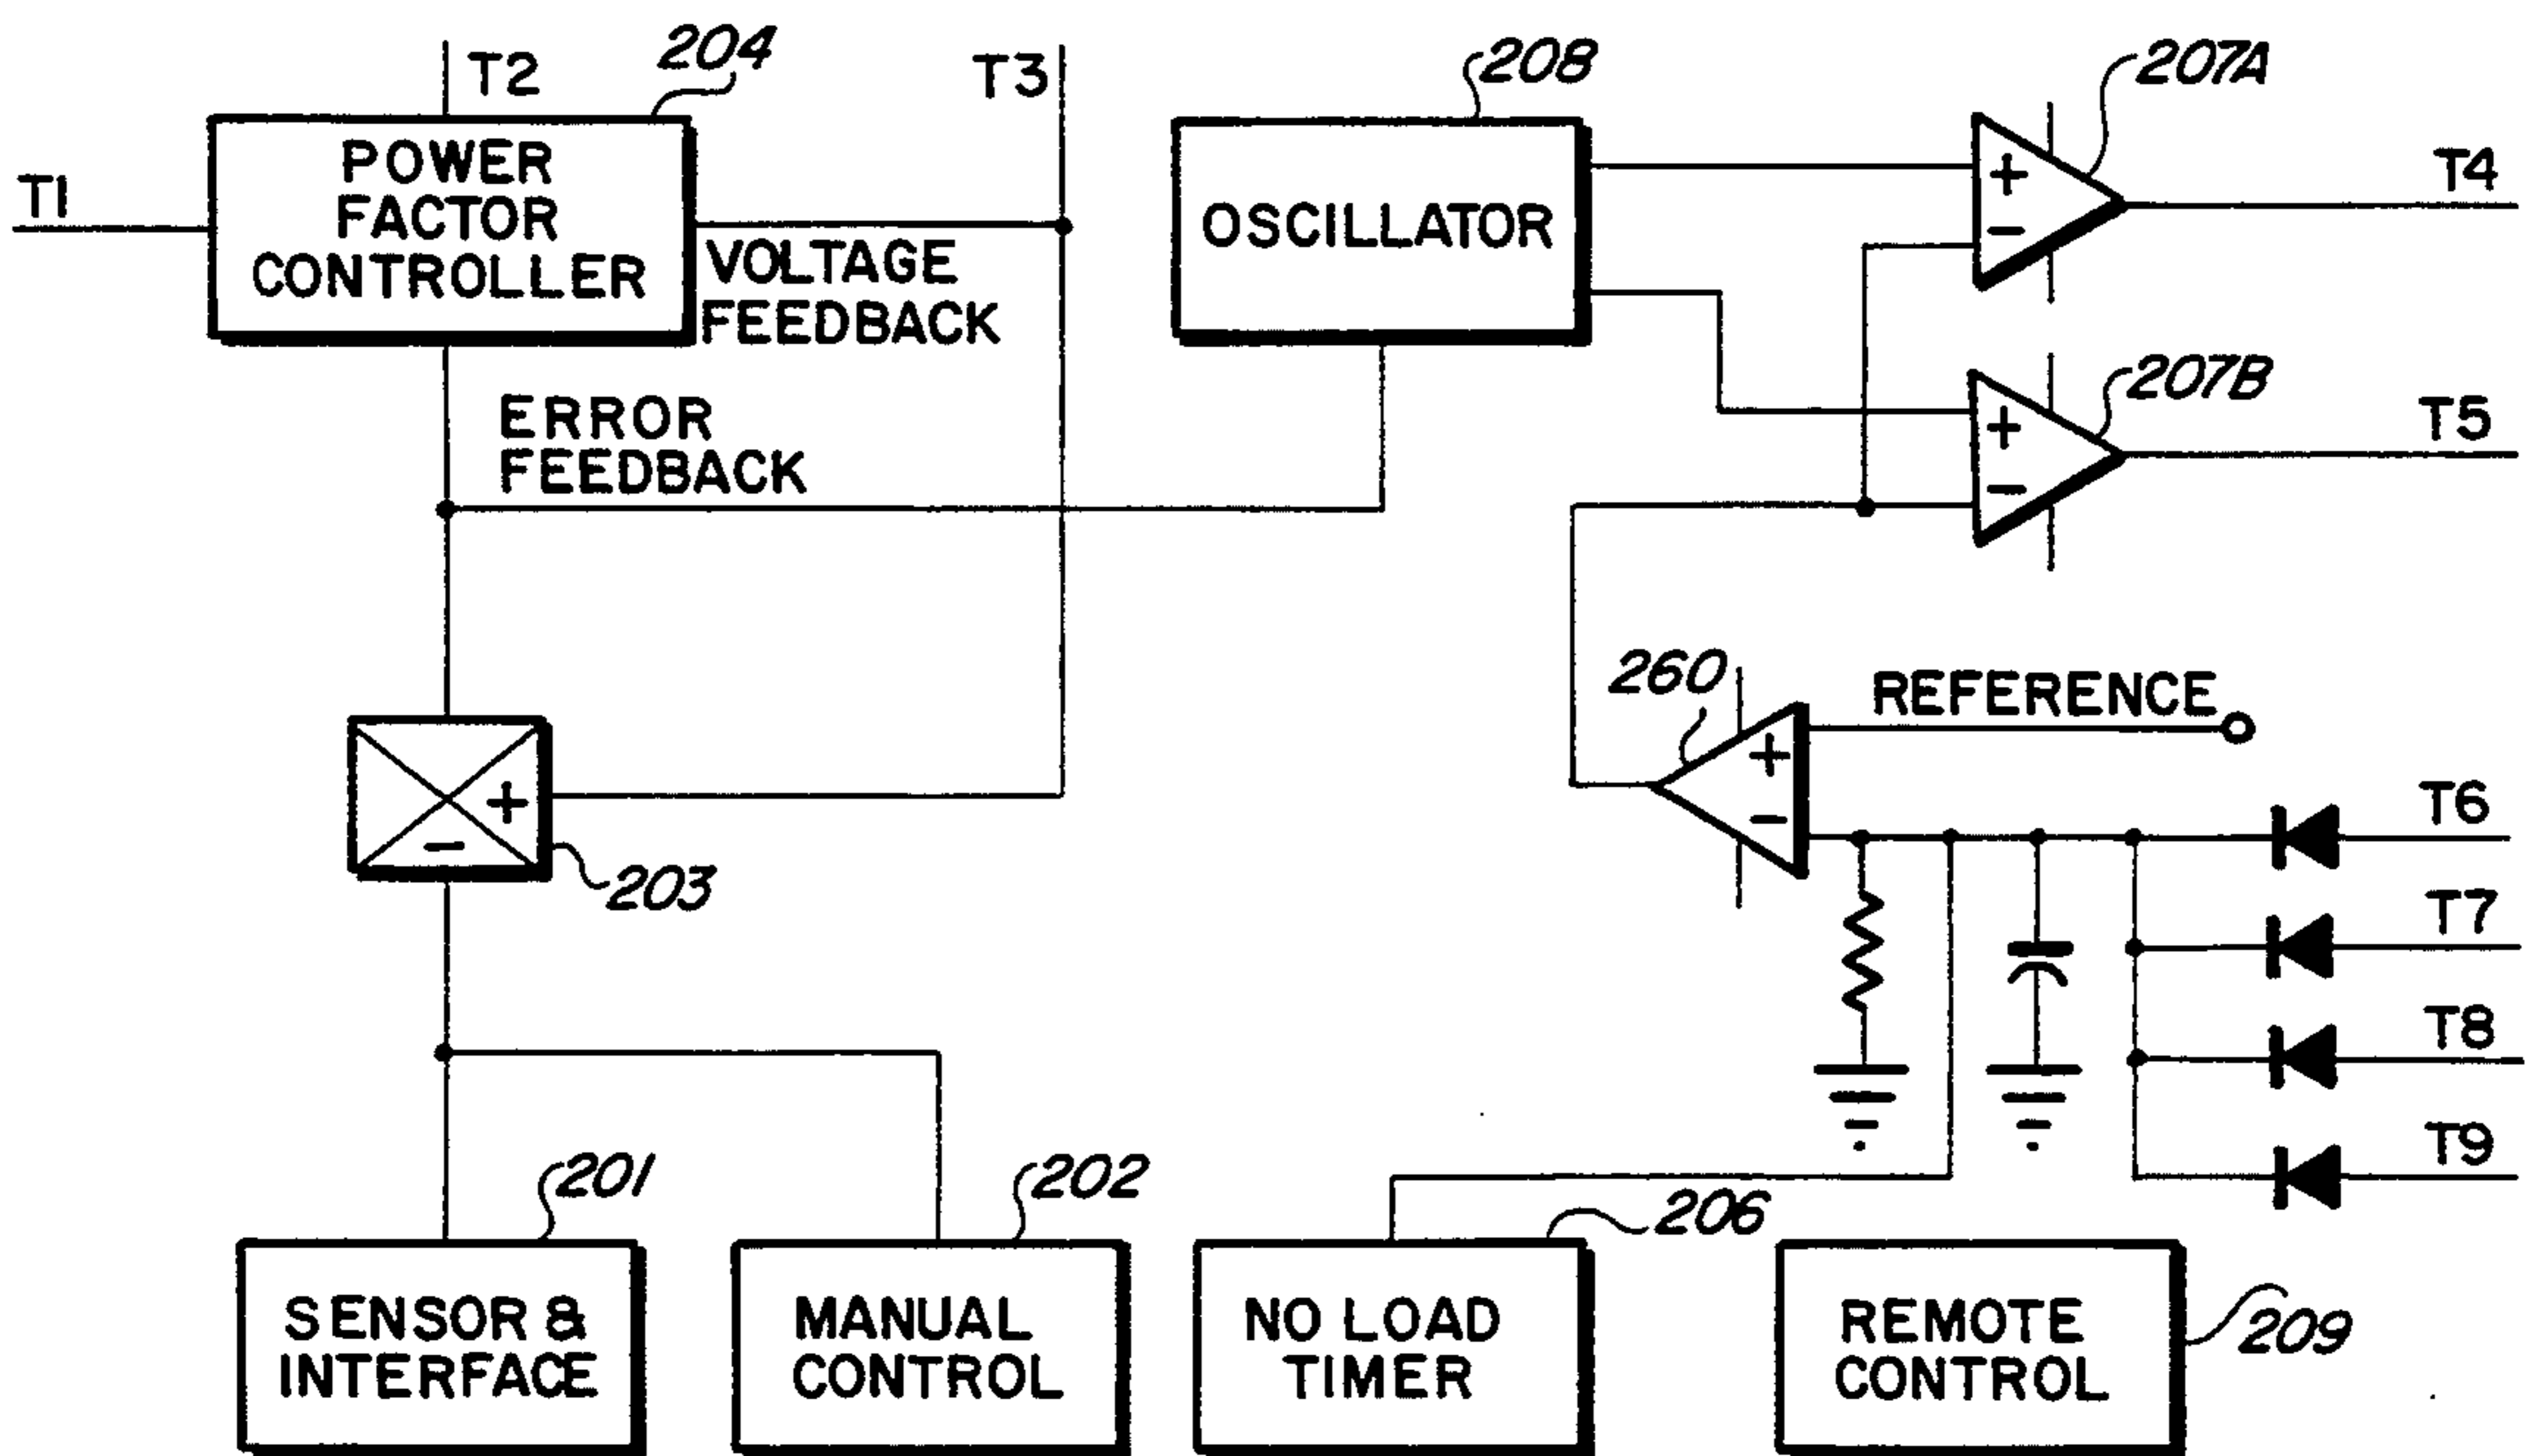 T1
T2
204
POWER
FACTOR
CONTROLLER
T3
VOLTAGE
FEEDBACK
ERROR
FEEDBACK
208
OSCILLATOR
207A
+
−
T4
207B
+
−
T5
260
+
−
REFERENCE
T6
T7
T8
T9
+
−
203
201
SENSOR &
INTERFACE
202
MANUAL
CONTROL
206
NO LOAD
TIMER
REMOTE
CONTROL
209